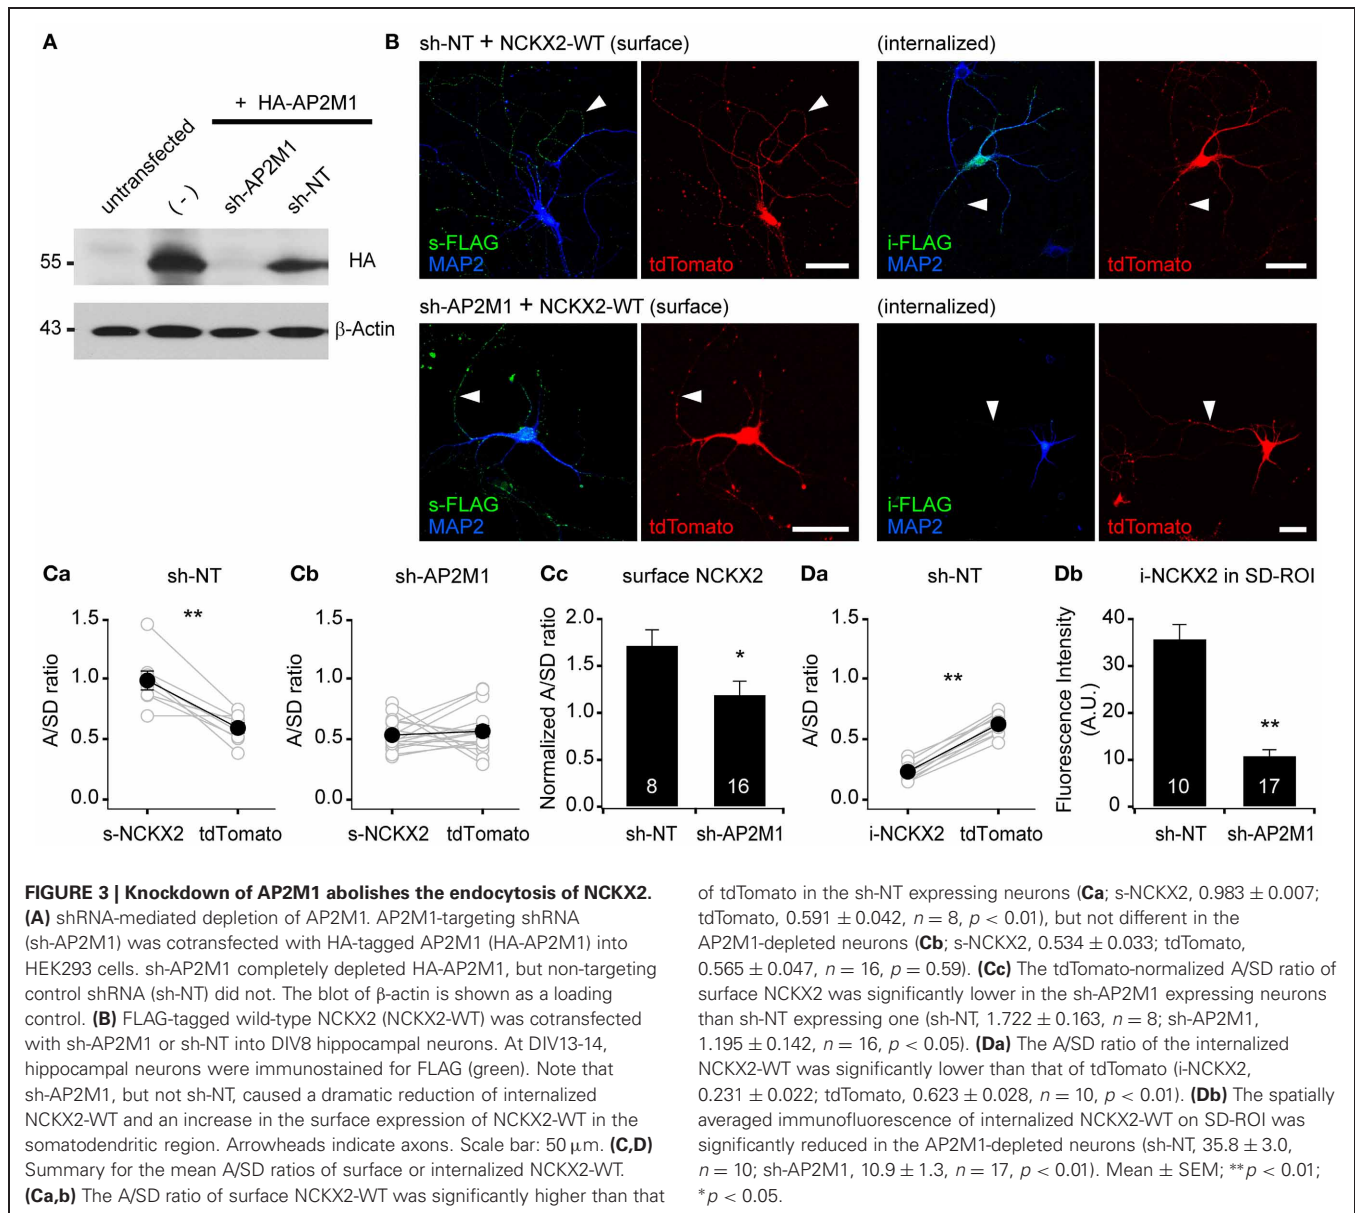 A
+ HA-AP2M1
untransfected
(-)
sh-AP2M1
sh-NT
55
HA
43
β-Actin
B
sh-NT + NCKX2-WT (surface)
(internalized)
s-FLAG
MAP2
tdTomato
i-FLAG
MAP2
tdTomato
sh-AP2M1 + NCKX2-WT (surface)
(internalized)
s-FLAG
MAP2
tdTomato
i-FLAG
MAP2
tdTomato
Ca
sh-NT
**
A/SD ratio
1.5
1.0
0.5
0.0
s-NCKX2 tdTomato
Cb
sh-AP2M1
A/SD ratio
1.5
1.0
0.5
0.0
s-NCKX2 tdTomato
Cc
surface NCKX2
Normalized A/SD ratio
2.0
1.5
1.0
0.5
0.0
*
8
16
sh-NT sh-AP2M1
Da
sh-NT
A/SD ratio
1.5
1.0
0.5
0.0
**
i-NCKX2 tdTomato
Db
i-NCKX2 in SD-ROI
Fluorescence Intensity
(A.U.)
40
30
20
10
0
**
10
17
sh-NT sh-AP2M1
FIGURE 3 | Knockdown of AP2M1 abolishes the endocytosis of NCKX2.
(A) shRNA-mediated depletion of AP2M1. AP2M1-targeting shRNA
(sh-AP2M1) was cotransfected with HA-tagged AP2M1 (HA-AP2M1) into
HEK293 cells. sh-AP2M1 completely depleted HA-AP2M1, but non-targeting
control shRNA (sh-NT) did not. The blot of β-actin is shown as a loading
control. (B) FLAG-tagged wild-type NCKX2 (NCKX2-WT) was cotransfected
with sh-AP2M1 or sh-NT into DIV8 hippocampal neurons. At DIV13-14,
hippocampal neurons were immunostained for FLAG (green). Note that
sh-AP2M1, but not sh-NT, caused a dramatic reduction of internalized
NCKX2-WT and an increase in the surface expression of NCKX2-WT in the
somatodendritic region. Arrowheads indicate axons. Scale bar: 50 μm. (C,D)
Summary for the mean A/SD ratios of surface or internalized NCKX2-WT.
(Ca,b) The A/SD ratio of surface NCKX2-WT was significantly higher than that
of tdTomato in the sh-NT expressing neurons (Ca; s-NCKX, 0.983 ± 0.007;
tdTomato, 0.591 ± 0.042, n = 8, p < 0.01), but not different in the
AP2M1-depleted neurons (Cb; s-NCKX2, 0.534 ± 0.033; tdTomato,
0.565 ± 0.047, n = 16, p = 0.59). (Cc) The tdTomato-normalized A/SD ratio of
surface NCKX2 was significantly lower in the sh-AP2M1 expressing neurons
than sh-NT expressing one (sh-NT, 1.722 ± 0.163, n = 8; sh-AP2M1,
1.195 ± 0.142, n = 16, p < 0.05). (Da) The A/SD ratio of the internalized
NCKX2-WT was significantly lower than that of tdTomato (i-NCKX2,
0.231 ± 0.022; tdTomato, 0.623 ± 0.028, n = 10, p < 0.01). (Db) The spatially
averaged immunofluorescence of internalized NCKX2-WT on SD-ROI was
significantly reduced in the AP2M1-depleted neurons (sh-NT, 35.8 ± 3.0,
n = 10; sh-AP2M1, 10.9 ± 1.3, n = 17, p < 0.01). Mean ± SEM; **p < 0.01;
*p < 0.05.